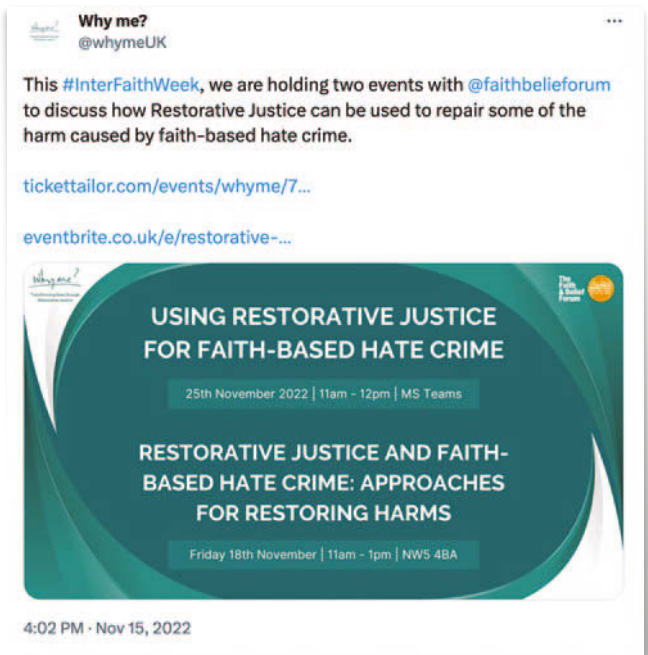 Why me?
@whymeUK
...
This #InterFaithWeek, we are holding two events with @faithbelieforum
to discuss how Restorative Justice can be used to repair some of the
harm caused by faith-based hate crime.
tickettailor.com/events/whyme/7...
eventbrite.co.uk/e/restorative-...
Why me?
The
Faith
& Belief
Forum
USING RESTORATIVE JUSTICE
FOR FAITH-BASED HATE CRIME
25th November 2022 | 11am - 12pm | MS Teams
RESTORATIVE JUSTICE AND FAITH-
BASED HATE CRIME: APPROACHES
FOR RESTORING HARMS
Friday 18th November | 11am - 1pm | NW5 4BA
4:02 PM · Nov 15, 2022